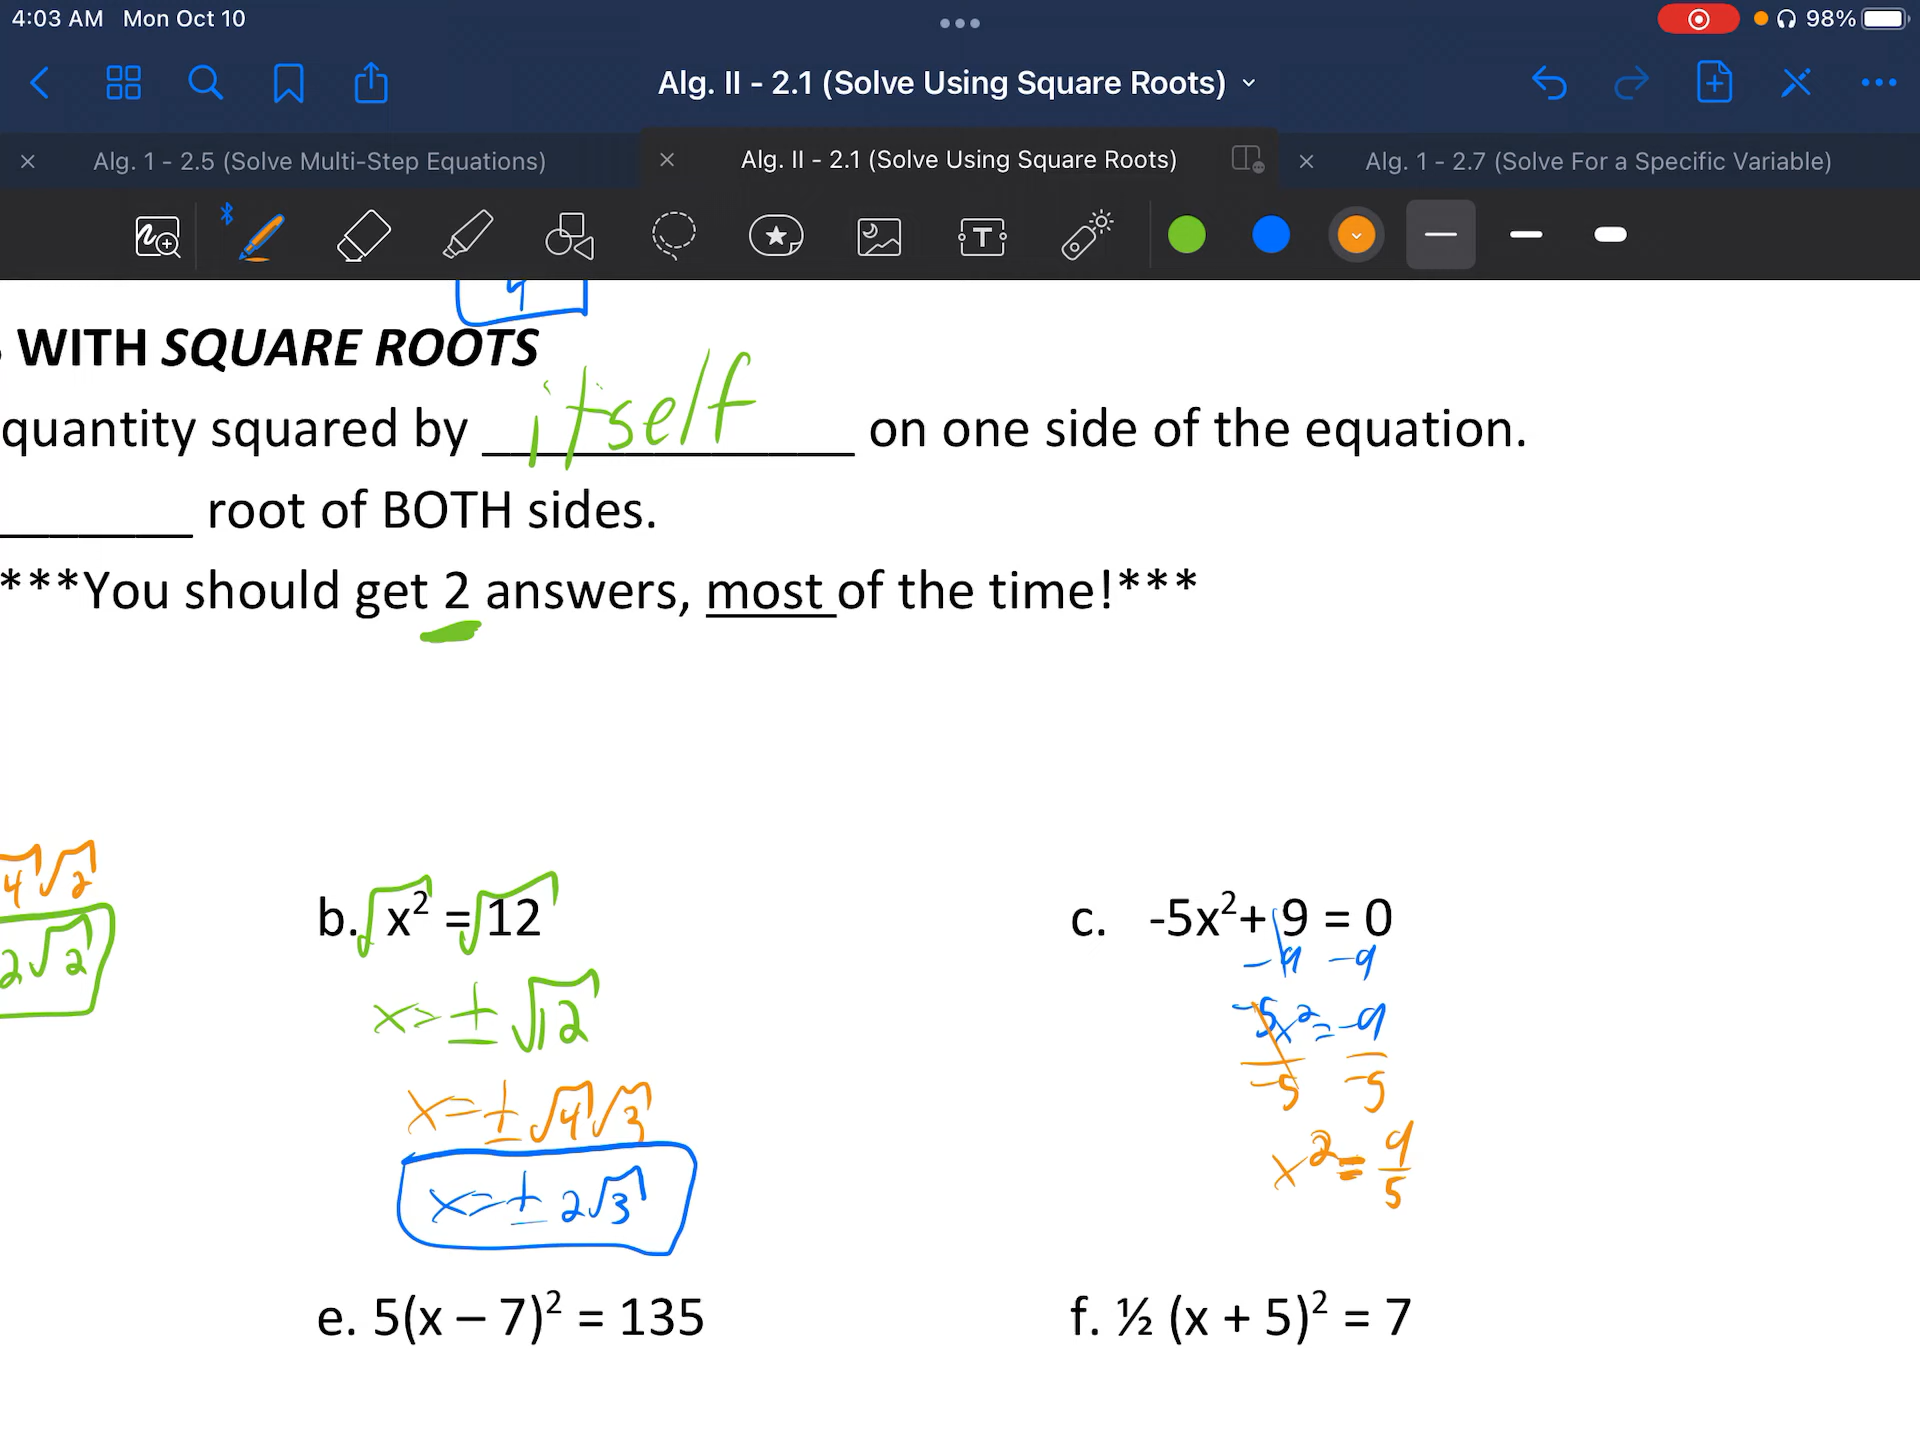 4:03 AM Mon Oct 10
98%
Alg. II - 2.1 (Solve Using Square Roots)
Alg. 1 - 2.5 (Solve Multi-Step Equations)
Alg. II - 2.1 (Solve Using Square Roots)
Alg. 1 - 2.7 (Solve For a Specific Variable)
WITH SQUARE ROOTS
quantity squared by itself on one side of the equation.
_______ root of BOTH sides.
***You should get 2 answers, most of the time!***
√4 √2
2√2
b. √x² = √12
x = ± √12
x = ± √4 √3
x = ± 2√3
c. -5x² + 9 = 0
-9 -9
-5x² = -9
-5 -5
x² = 9/5
e. 5(x – 7)² = 135
f. ½ (x + 5)² = 7